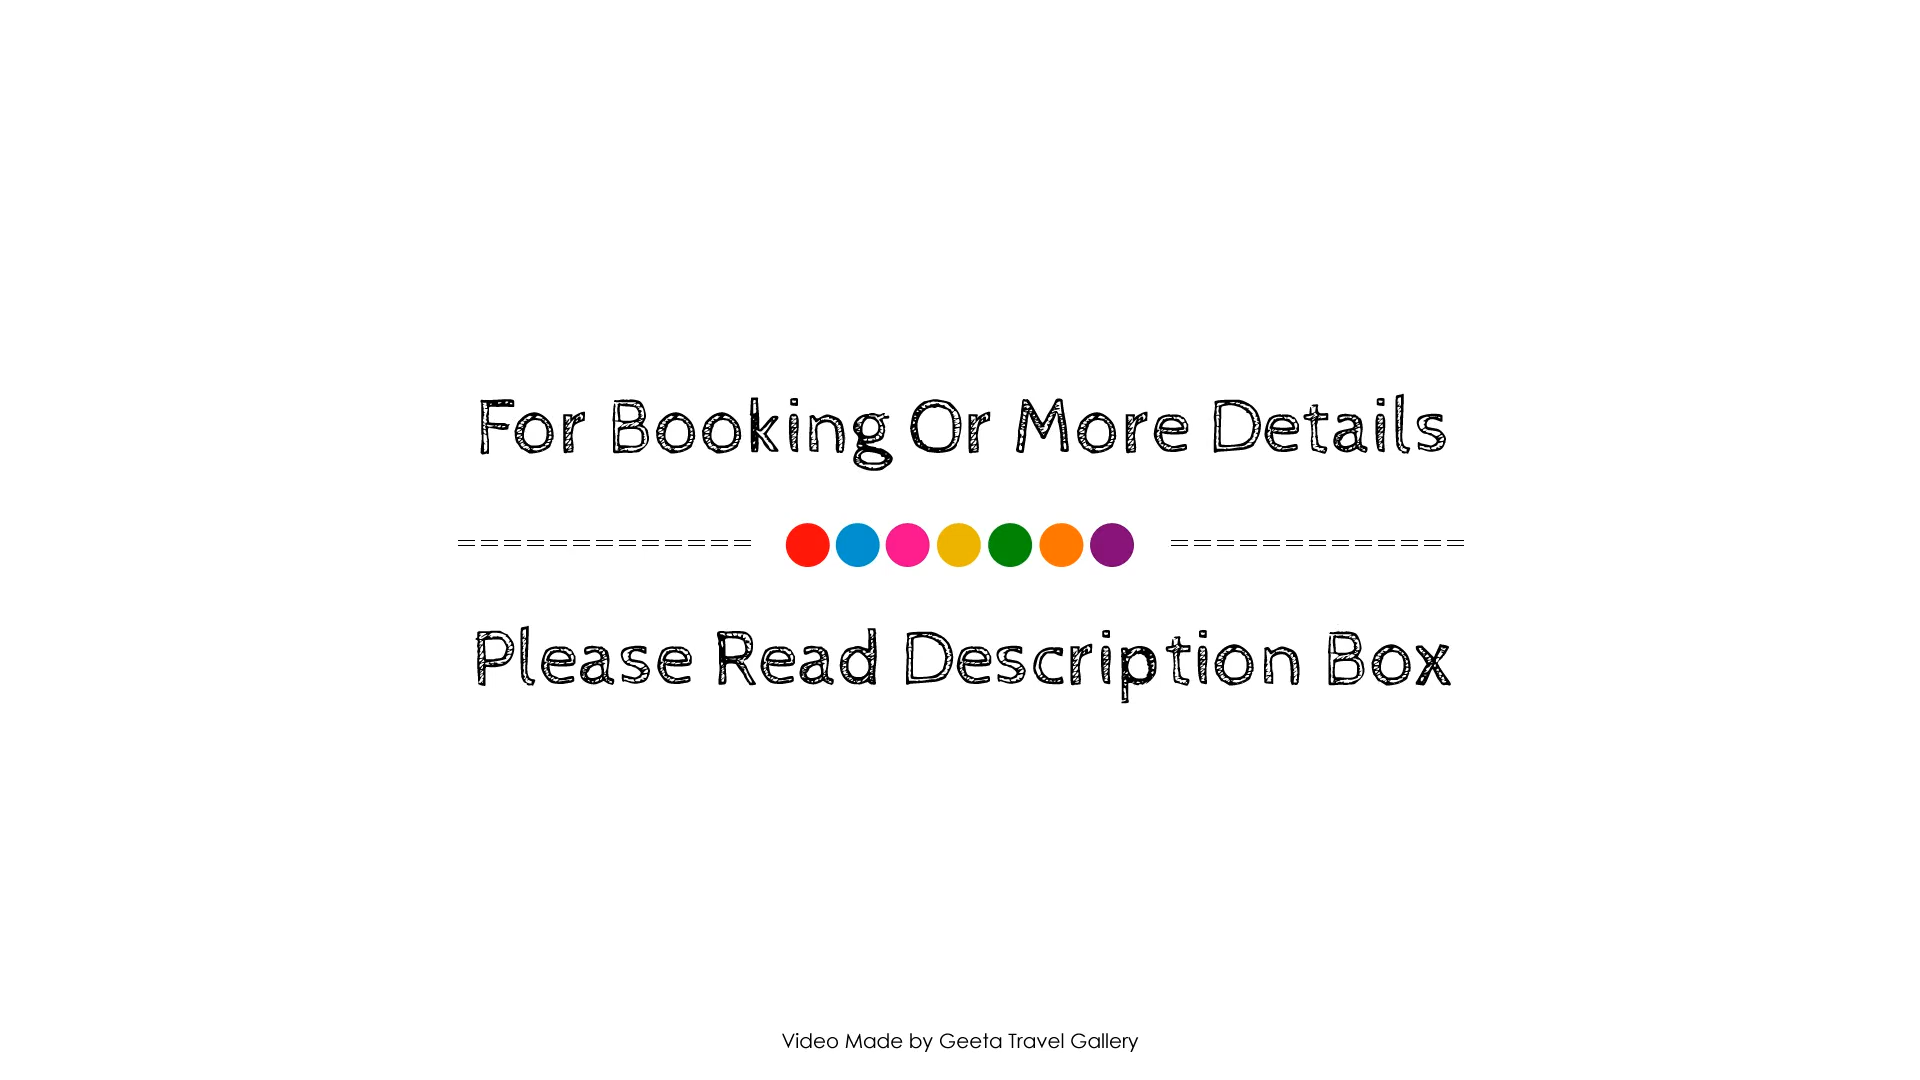 For Booking Or More Details
============= =============
Please Read Description Box
Video Made by Geeta Travel Gallery